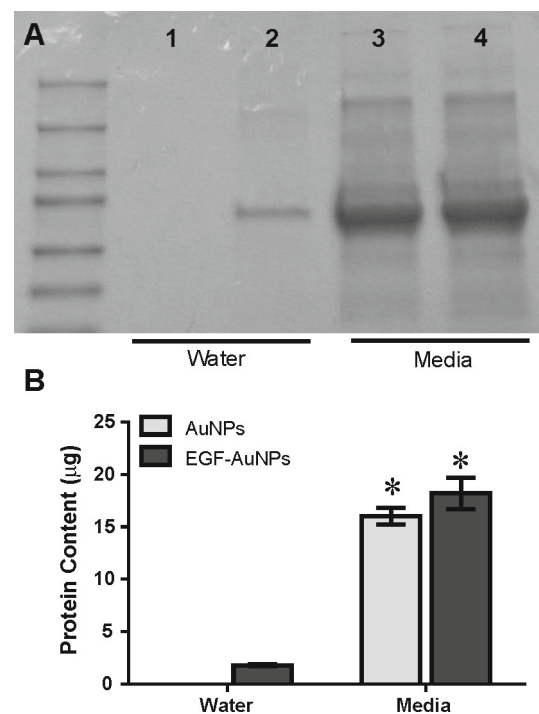 A
1 2 3 4
Water Media
B
25
AuNPs
EGF-AuNPs
20
15
10
5
0
Protein Content (µg)
* *
Water Media